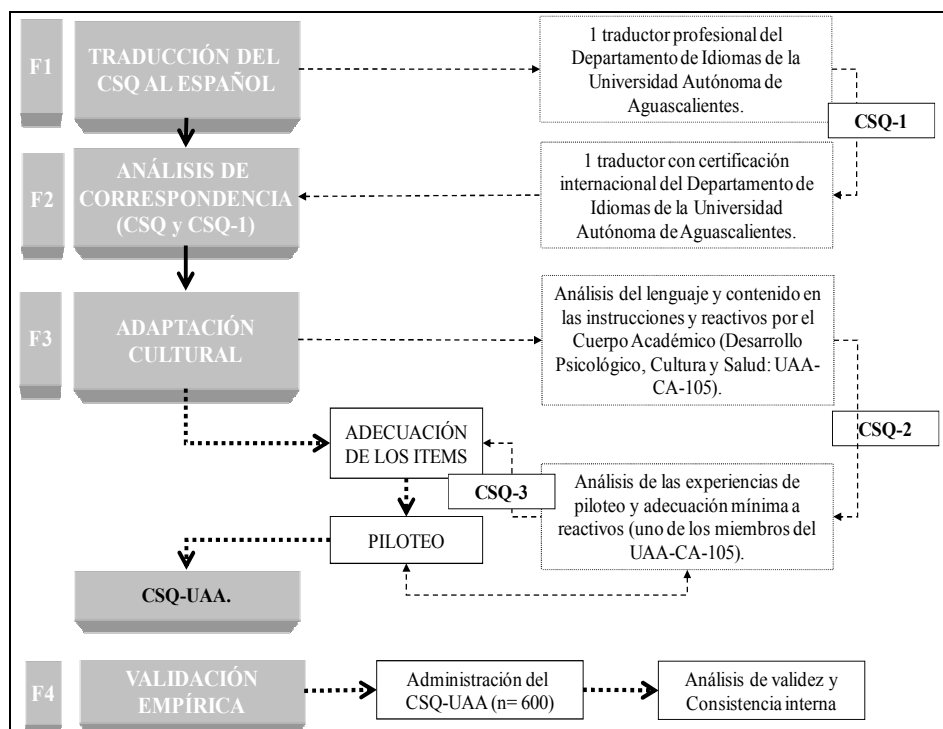 F1
TRADUCCIÓN DEL
CSQ AL ESPAÑOL
1 traductor profesional del
Departamento de Idiomas de la
Universidad Autónoma de
Aguascalientes.
CSQ-1
F2
ANÁLISIS DE
CORRESPONDENCIA
(CSQ y CSQ-1)
1 traductor con certificación
internacional del Departamento de
Idiomas de la Universidad
Autónoma de Aguascalientes.
F3
ADAPTACIÓN
CULTURAL
Análisis del lenguaje y contenido en
las instrucciones y reactivos por el
Cuerpo Académico (Desarrollo
Psicológico, Cultura y Salud: UAA-
CA-105).
CSQ-2
ADECUACIÓN
DE LOS ITEMS
CSQ-3
Análisis de las experiencias de
piloteo y adecuación mínima a
reactivos (uno de los miembros del
UAA-CA-105).
PILOTEO
CSQ-UAA.
F4
VALIDACIÓN
EMPÍRICA
Administración del
CSQ-UAA (n= 600)
Análisis de validez y
Consistencia interna